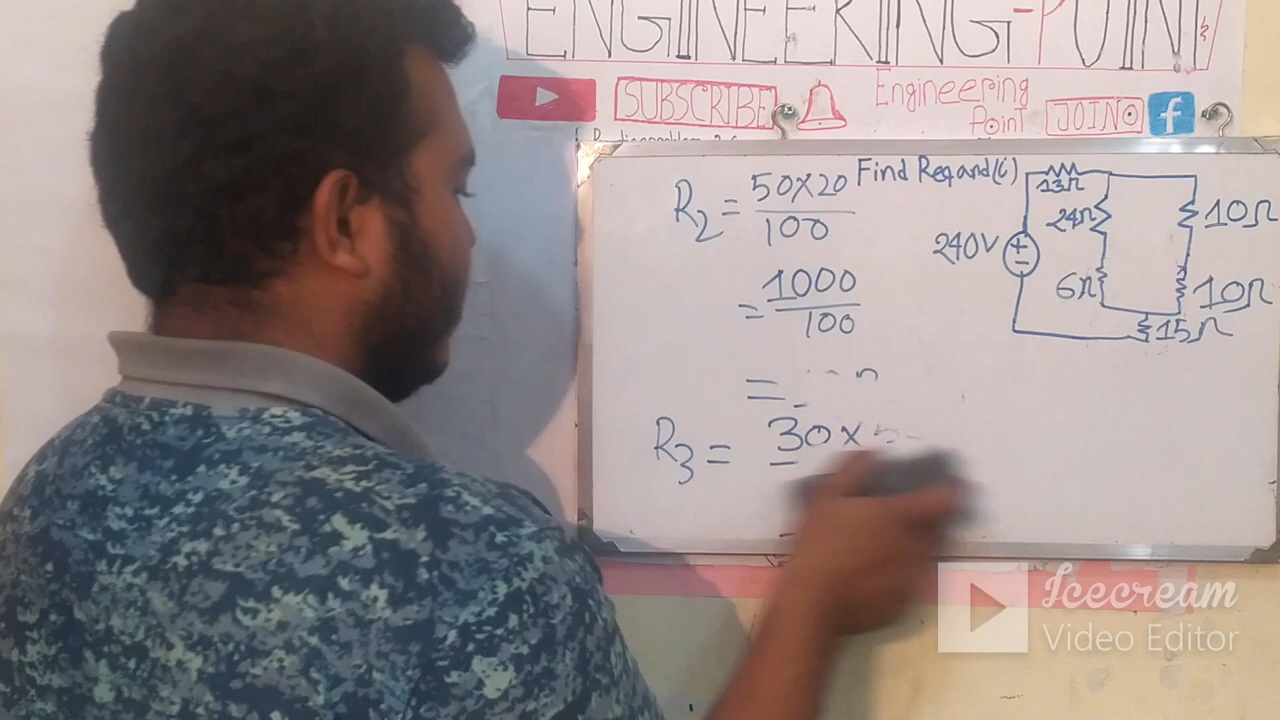 ENGINEERING-POINT
SUBSCRIBE
Engineering
Point
JOIN
f
Find Req and (i)
R2 = 50×20
100
= 1000
100
=
R3 = 30×
240V
+
-
13Ω
24Ω
6Ω
10Ω
10Ω
15Ω
Icecream
Video Editor